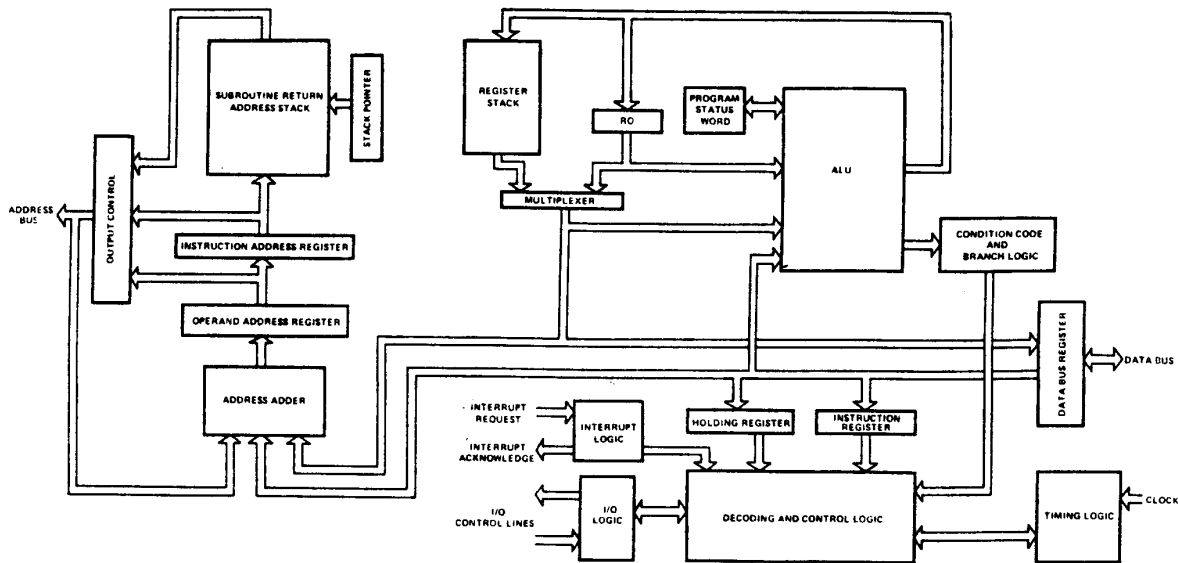 SUBROUTINE RETURN
ADDRESS STACK
STACK POINTER
REGISTER
STACK
PROGRAM
STATUS
WORD
RO
ALU
MULTIPLEXER
ADDRESS
BUS
OUTPUT CONTROL
INSTRUCTION ADDRESS REGISTER
CONDITION CODE
AND
BRANCH LOGIC
OPERAND ADDRESS REGISTER
DATA BUS REGISTER
DATA BUS
ADDRESS ADDER
INTERRUPT
REQUEST
INTERRUPT
LOGIC
HOLDING REGISTER
INSTRUCTION
REGISTER
INTERRUPT
ACKNOWLEDGE
I/O
CONTROL LINES
I/O
LOGIC
DECODING AND CONTROL LOGIC
TIMING LOGIC
CLOCK